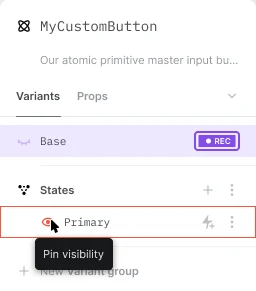 MyCustomButton
Our atomic primitive master input bu...
Variants Props
Base REC
States
Primary
Pin visibility
New Variant group